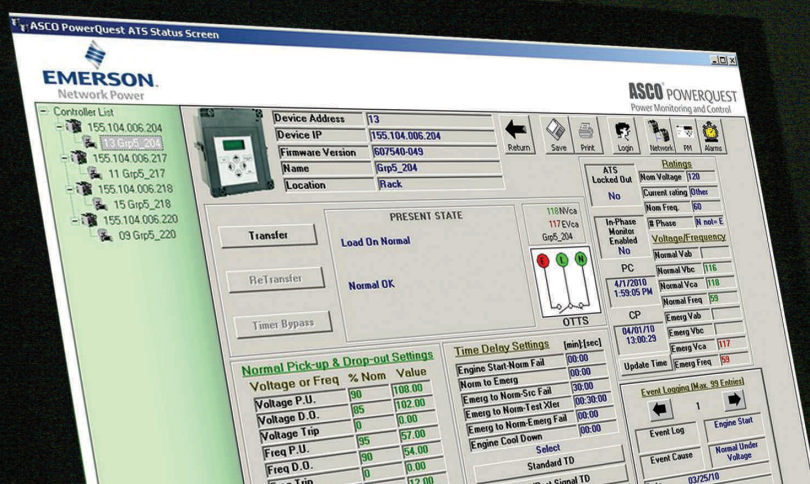 ASCO PowerQuest ATS Status Screen
EMERSON.
Network Power
ASCO POWERQUEST
Power Monitoring and Control
Controller List
155.104.006.204
13 Grp5_204
155.104.006.217
11 Grp5_217
155.104.006.218
15 Grp5_218
155.104.006.220
09 Grp5_220
Device Address 13
Device IP 155.104.006.204
Firmware Version 607540-049
Name Grp5_204
Location Rack
Return Save Print Login Network PM Alarms
Transfer
ReTransfer
Timer Bypass
PRESENT STATE
Load On Normal
Normal OK
118NVca
117EVca
Grp5_204
E L N
OTTS
ATS
Locked Out
No
In-Phase
Monitor
Enabled
No
PC
4/1/2010
1:59:05 PM
CP
04/01/10
13:00:29
Update Time
Ratings
Nom Voltage 120
Current rating Other
Nom Freq. 60
# Phase N not= E
Voltage/Frequency
Normal Vab
Normal Vbc 116
Normal Vca 118
Normal Freq 59
Emerg Vab
Emerg Vbc
Emerg Vca 117
Emerg Freq 59
Normal Pick-up & Drop-out Settings
Voltage or Freq % Nom Value
Voltage P.U. 90 108.00
Voltage D.O. 85 102.00
Voltage Trip 0 0.00
Freq P.U. 95 57.00
Freq D.O. 90 54.00
Trip 0 0.00
12.00
Time Delay Settings [min]:[sec]
Engine Start-Norm Fail 00:00
Norm to Emerg 00:00
Emerg to Norm-Src Fail 30:00
Emerg to Norm-Test Xfer 00:30:00
Emerg to Norm-Emerg Fail 00:00
Engine Cool Down 00:00
Select
Standard TD
Signal TD
Event Logging (Max. 99 Entries)
1
Event Log Engine Start
Event Cause Normal Under
Voltage
03/25/10